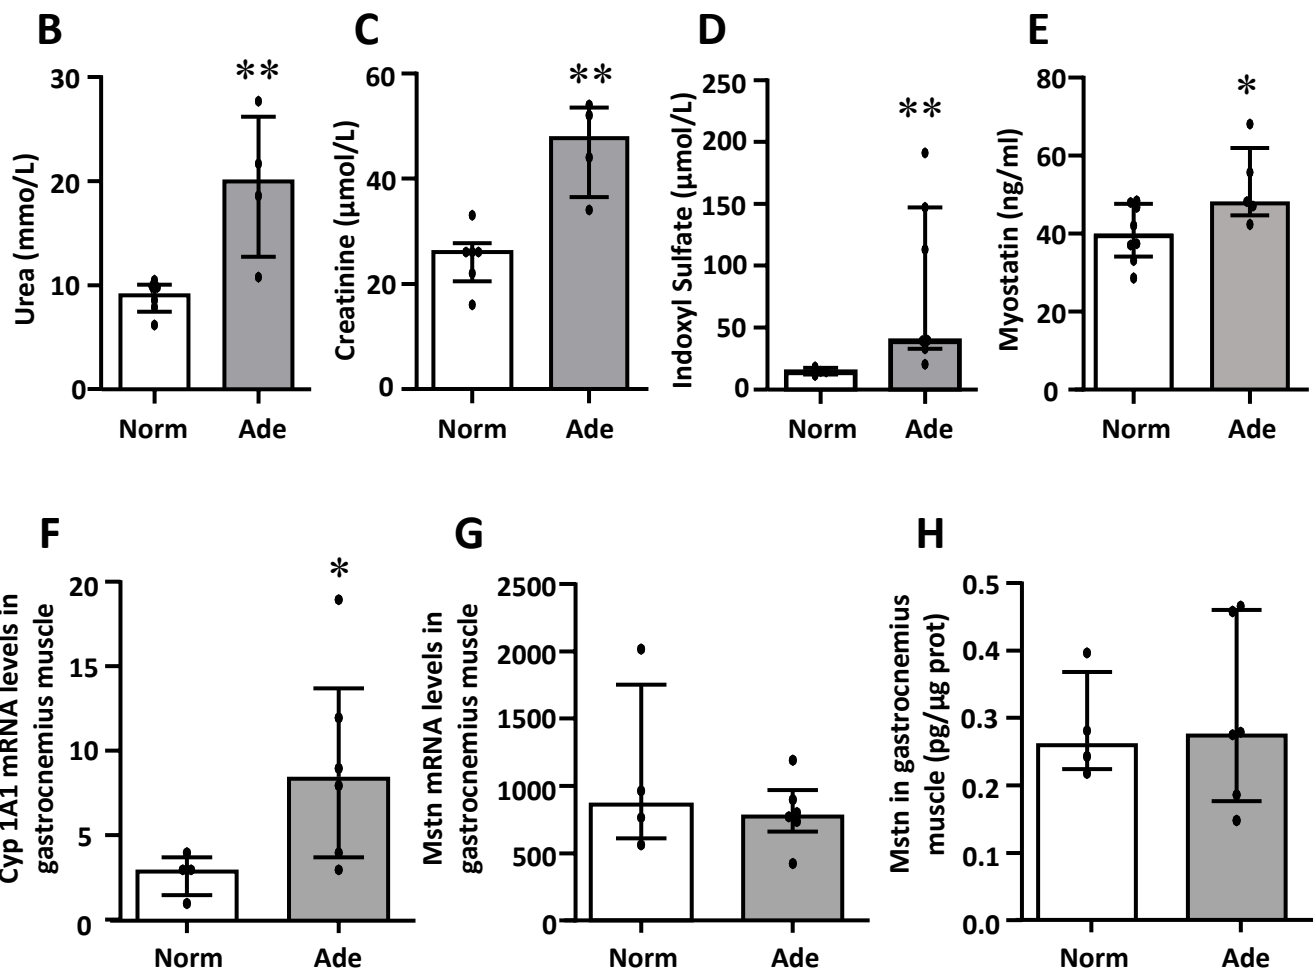 B
Urea (mmo/L)
30
20
10
0
**
Norm Ade
C
Creatinine (µmol/L)
60
40
20
0
**
Norm Ade
D
Indoxyl Sulfate (µmol/L)
250
200
150
100
50
0
**
Norm Ade
E
Myostatin (ng/ml)
80
60
40
20
0
*
Norm Ade
F
Cyp 1A1 mRNA levels in
gastrocnemius muscle
20
15
10
5
0
*
Norm Ade
G
Mstn mRNA levels in
gastrocnemius muscle
2500
2000
1500
1000
500
0
Norm Ade
H
Mstn in gastrocnemius
muscle (pg/µg prot)
0.5
0.4
0.3
0.2
0.1
0.0
Norm Ade